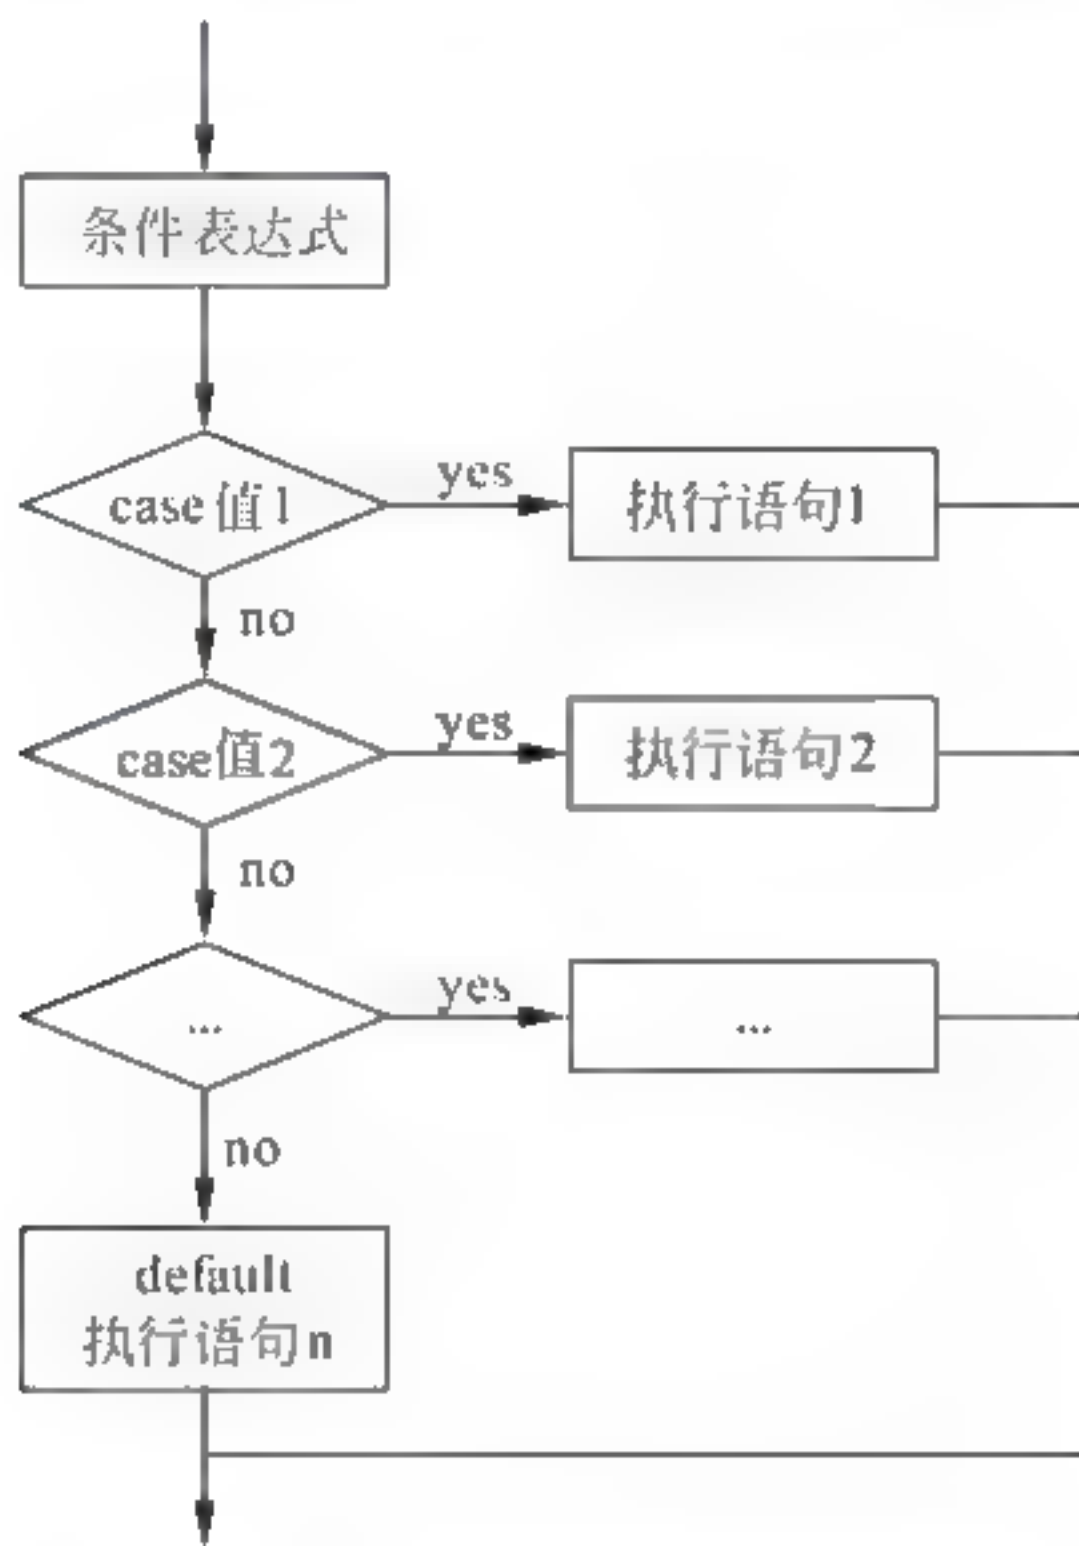 条件表达式
case值1
yes
执行语句1
no
case值2
yes
执行语句2
no
...
yes
...
no
default
执行语句n